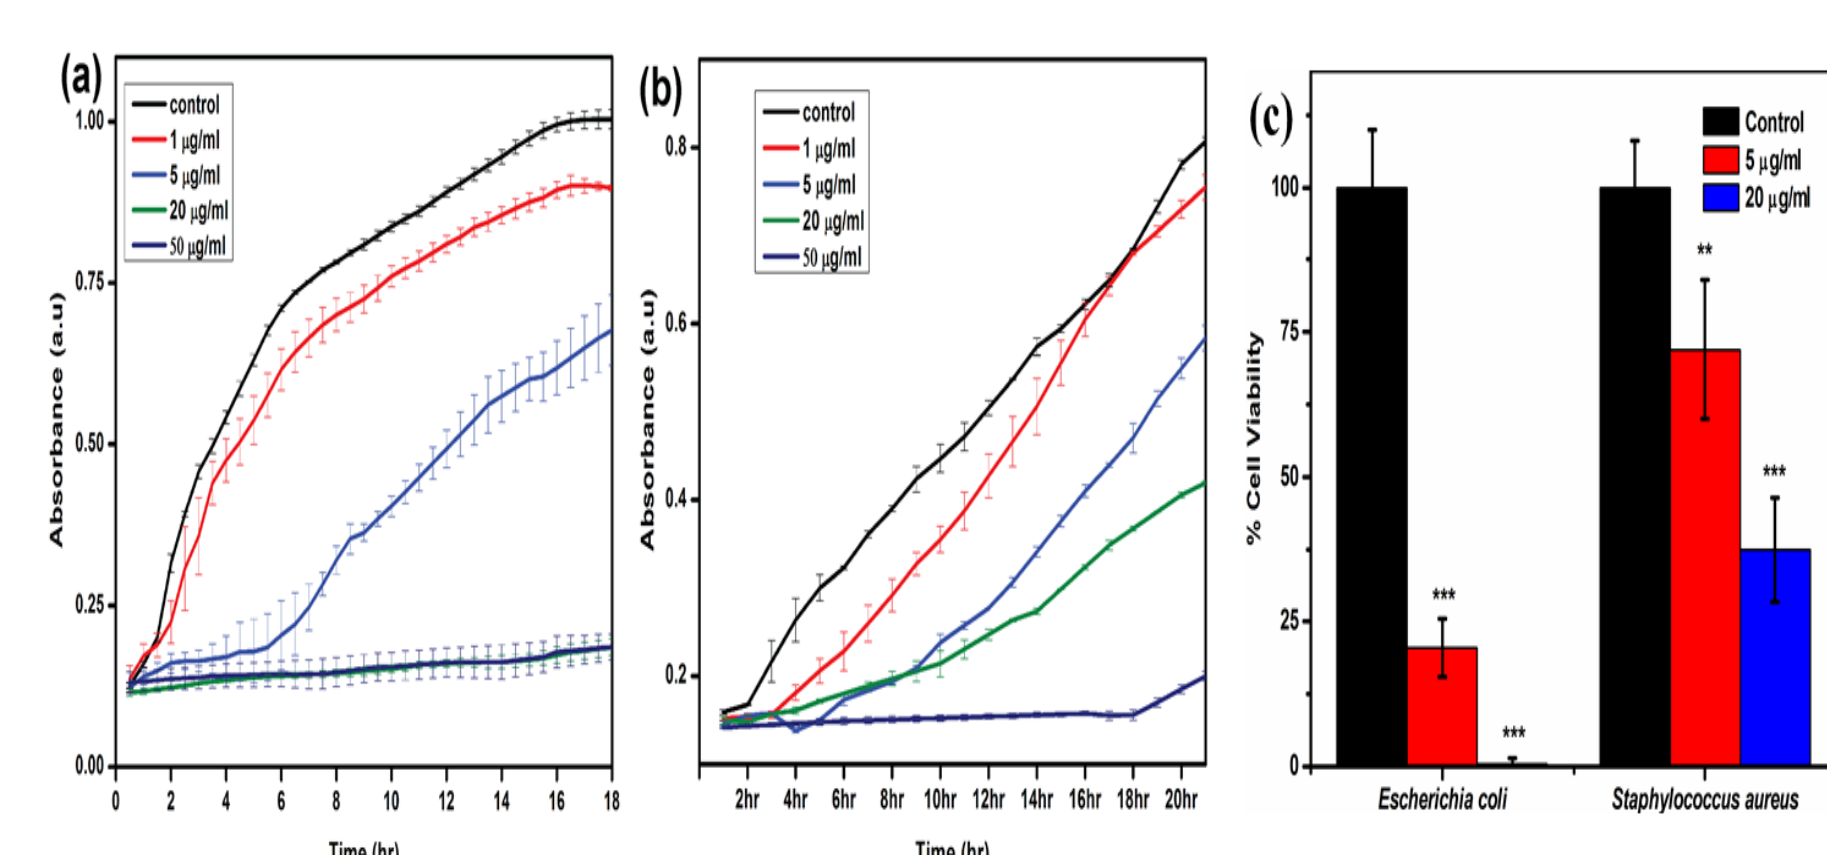 (a)
control
1 μg/ml
5 μg/ml
20 μg/ml
50 μg/ml
Absorbance (a.u)
1.00
0.75
0.50
0.25
0.00
0 2 4 6 8 10 12 14 16 18
Time (hr)
(b)
control
1 μg/ml
5 μg/ml
20 μg/ml
50 μg/ml
Absorbance (a.u)
0.8
0.6
0.4
0.2
2hr 4hr 6hr 8hr 10hr 12hr 14hr 16hr 18hr 20hr
Time (hr)
(c)
Control
5 μg/ml
20 μg/ml
% Cell Viability
100
75
50
25
0
***
***
**
***
Escherichia coli Staphylococcus aureus